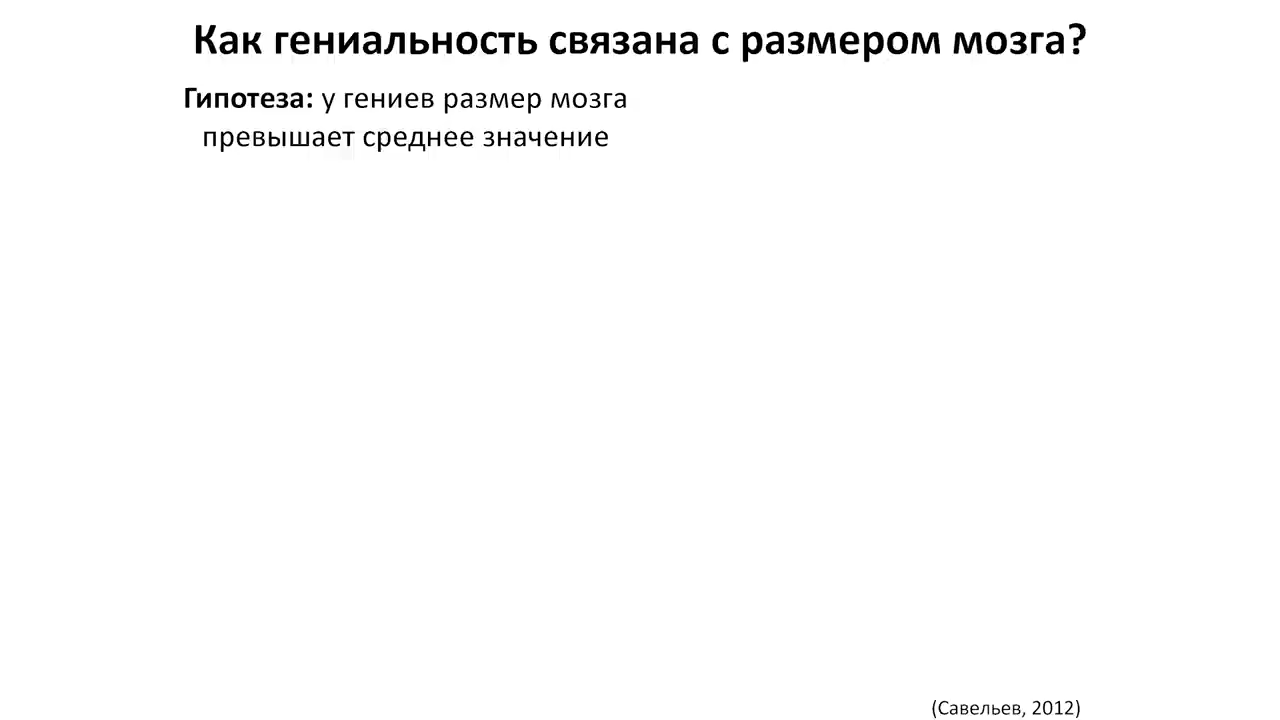 Как гениальность связана с размером мозга?
Гипотеза: у гениев размер мозга
превышает среднее значение
(Савельев, 2012)